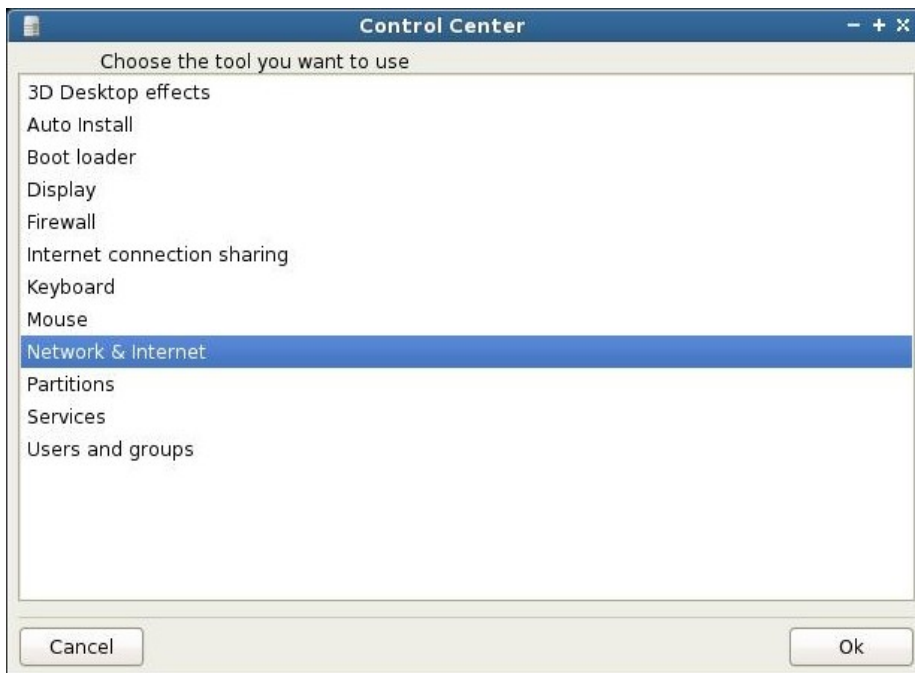 Control Center
Choose the tool you want to use
3D Desktop effects
Auto Install
Boot loader
Display
Firewall
Internet connection sharing
Keyboard
Mouse
Network & Internet
Partitions
Services
Users and groups
Cancel Ok